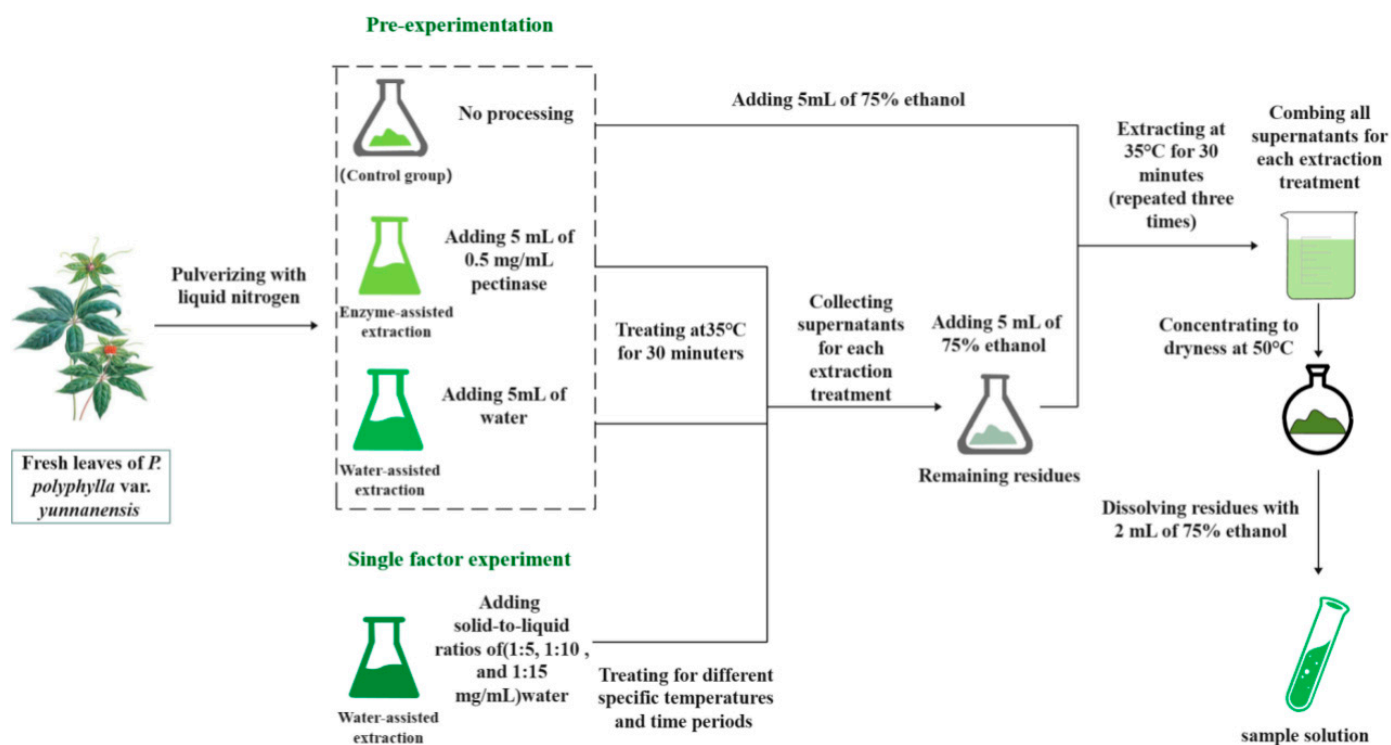 Pre-experimentation
No processing
(Control group)
Adding 5 mL of
0.5 mg/mL
pectinase
Enzyme-assisted
extraction
Adding 5mL of
water
Water-assisted
extraction
Pulverizing with
liquid nitrogen
Fresh leaves of P.
polyphylla var.
yunnanensis
Single factor experiment
Adding
solid-to-liquid
ratios of(1:5, 1:10 ,
and 1:15
mg/mL)water
Water-assisted
extraction
Treating for different
specific temperatures
and time periods
Treating at35°C
for 30 minuters
Adding 5mL of 75% ethanol
Collecting
supernatants
for each
extraction
treatment
Adding 5 mL of
75% ethanol
Remaining residues
Extracting at
35°C for 30
minutes
(repeated three
times)
Combing all
supernatants for
each extraction
treatment
Concentrating to
dryness at 50°C
Dissolving residues with
2 mL of 75% ethanol
sample solution